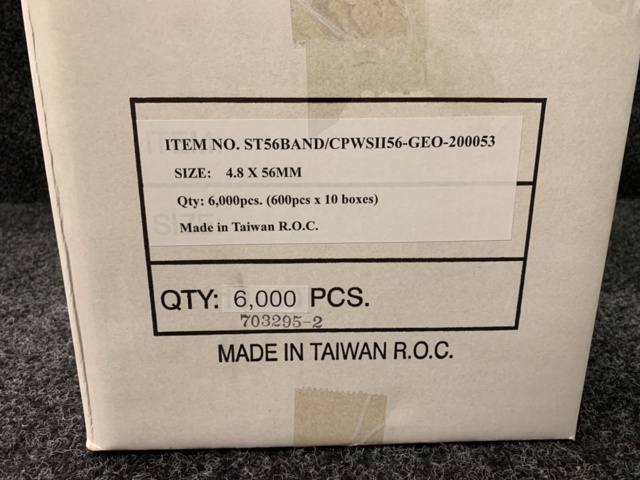 ITEM NO. ST56BAND/CPWSII56-GEO-200053
SIZE: 4.8 X 56MM
Qty: 6,000pcs. (600pcs x 10 boxes)
Made in Taiwan R.O.C.
QTY: 6,000 PCS.
703295-2
MADE IN TAIWAN R.O.C.